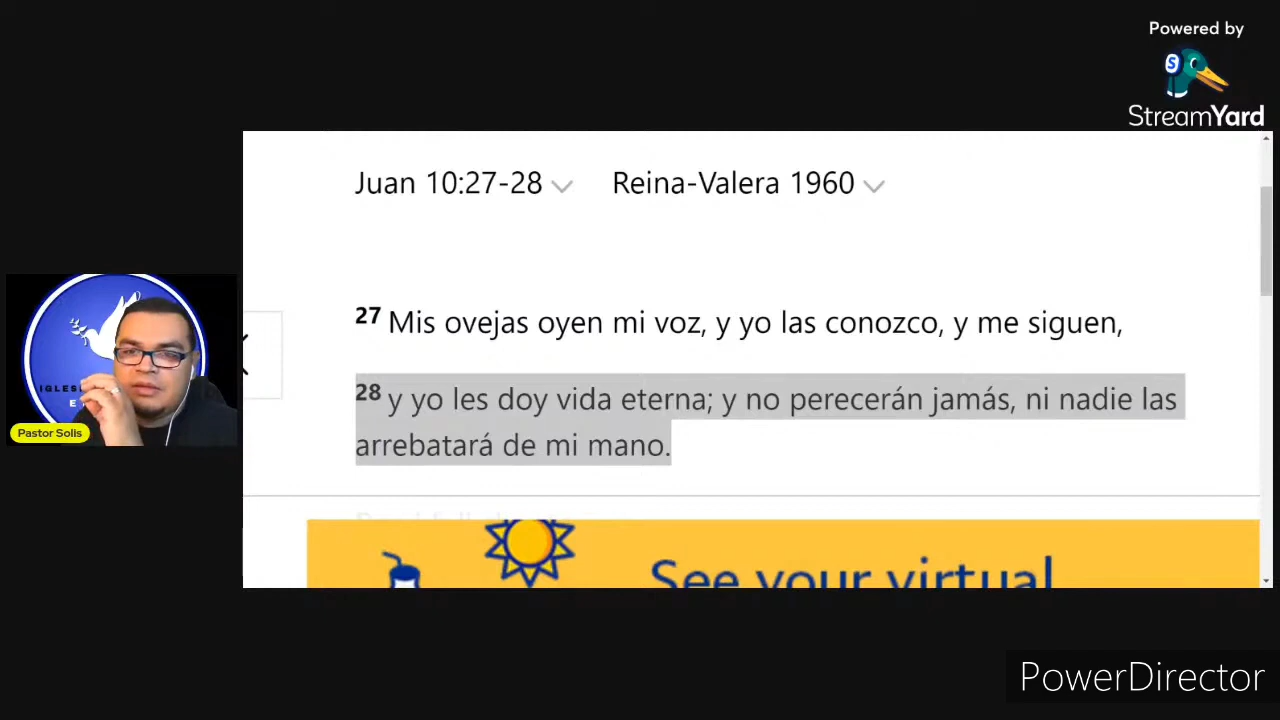 Powered by
StreamYard
Juan 10:27-28 Reina-Valera 1960
27 Mis ovejas oyen mi voz, y yo las conozco, y me siguen,
28 y yo les doy vida eterna; y no perecerán jamás, ni nadie las
arrebatará de mi mano.
IGLES
E
Pastor Solis
See your virtual
PowerDirector